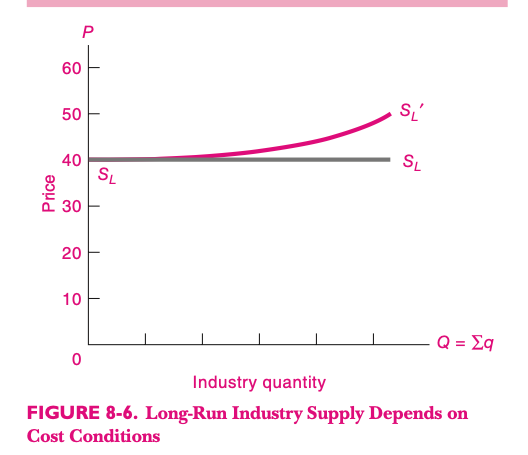 P
60
50
40
30
20
10
0
Price
S_L'
S_L
S_L
Q = Σq
Industry quantity
FIGURE 8-6. Long-Run Industry Supply Depends on
Cost Conditions